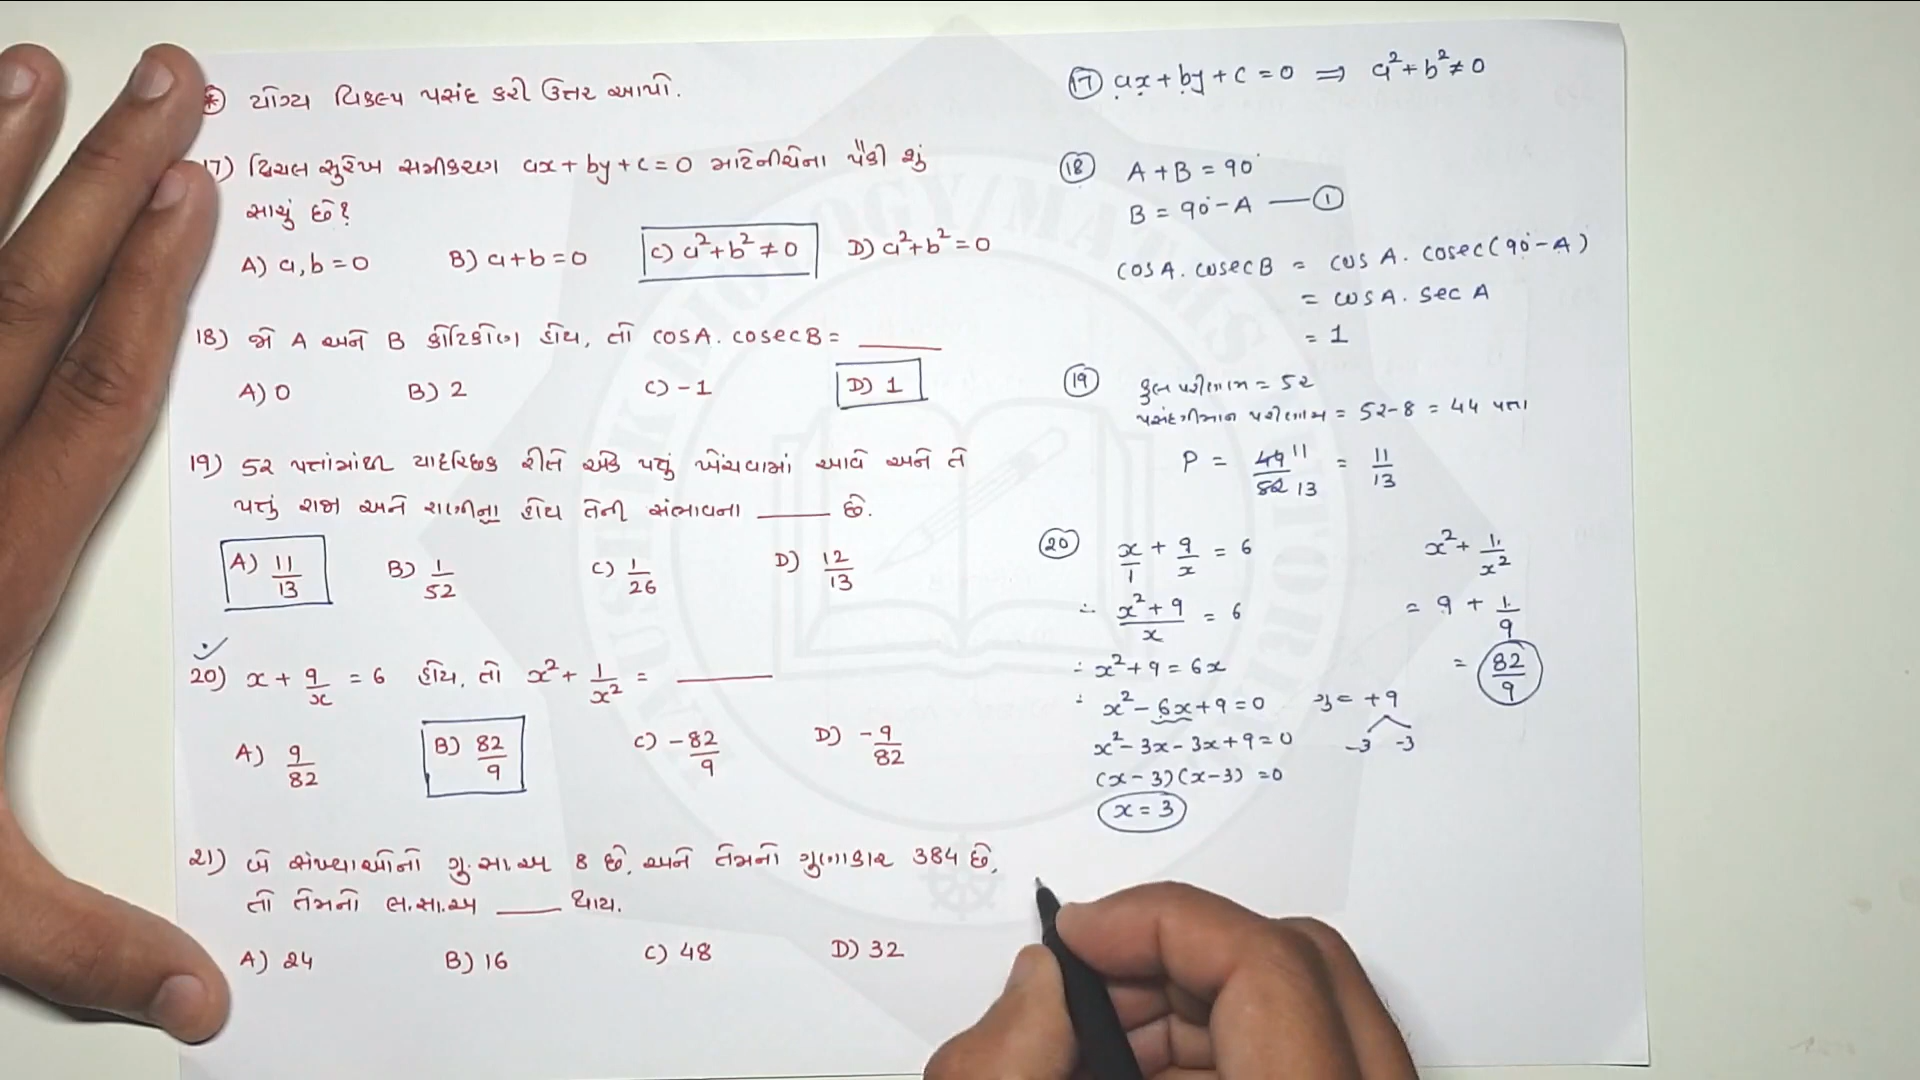 * યોગ્ય વિકલ્પ પસંદ કરી ઉત્તર આપો.
17) દ્વિચલ સુરેખ સમીકરણ ax + by + c = 0 માટે નીચેના પૈકી શું
સાચું છે?
A) a, b = 0 B) a + b = 0 C) a² + b² ≠ 0 D) a² + b² = 0
18) જો A અને B કોટિકોણ હોય, તો cosA . cosecB = ____
A) 0 B) 2 C) -1 D) 1
19) 52 પત્તાંમાંથી યાદચ્છિક રીતે એક પત્તું ખેંચવામાં આવે અને તે
પત્તું રાજા અને રાણીના હોય તેની સંભાવના ____ છે.
A) 11/13 B) 1/52 C) 1/26 D) 12/13
20) x + 9/x = 6 હોય, તો x² + 1/x² = ____
A) 9/82 B) 82/9 C) -82/9 D) -9/82
21) બે સંખ્યાઓનો ગુ.સા.અ 8 છે, અને તેમનો ગુણાકાર 384 છે,
તો તેમનો લ.સા.અ ____ થાય.
A) 24 B) 16 C) 48 D) 32
17 ax + by + c = 0 ⇒ a² + b² ≠ 0
18 A + B = 90°
B = 90° - A — 1
cosA . cosecB = cosA . cosec(90° - A)
= cosA . sec A
= 1
19 કુલ પરિણામ = 52
= 52 - 8 = 44 પત્તા
P = 44 11 / 52 13 = 11/13
20 x/1 + 9/x = 6
∴ x² + 9 / x = 6
∴ x² + 9 = 6x
∴ x² - 6x + 9 = 0
x² - 3x - 3x + 9 = 0
(x - 3)(x - 3) = 0
x = 3
+9
-3 -3
x² + 1/x²
= 9 + 1/9
= 82/9